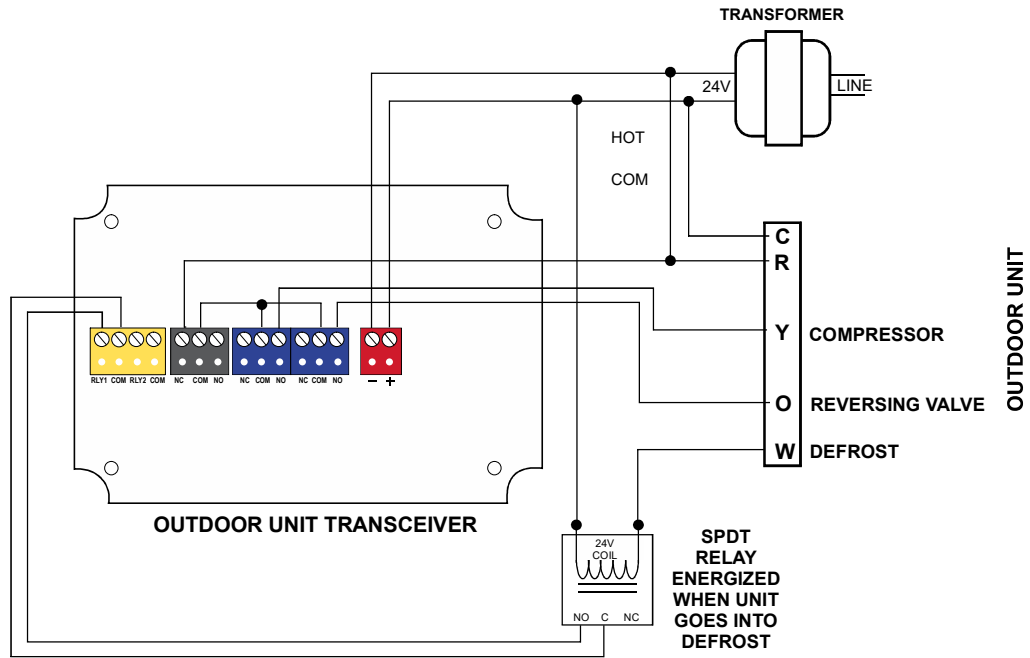 TRANSFORMER
24V
LINE
HOT
COM
C
R
Y
COMPRESSOR
O
REVERSING VALVE
W
DEFROST
OUTDOOR UNIT
RLY1 COM RLY2 COM
NC COM NO
NC COM NO
NC COM NO
− +
OUTDOOR UNIT TRANSCEIVER
24V
COIL
NO C NC
SPDT
RELAY
ENERGIZED
WHEN UNIT
GOES INTO
DEFROST